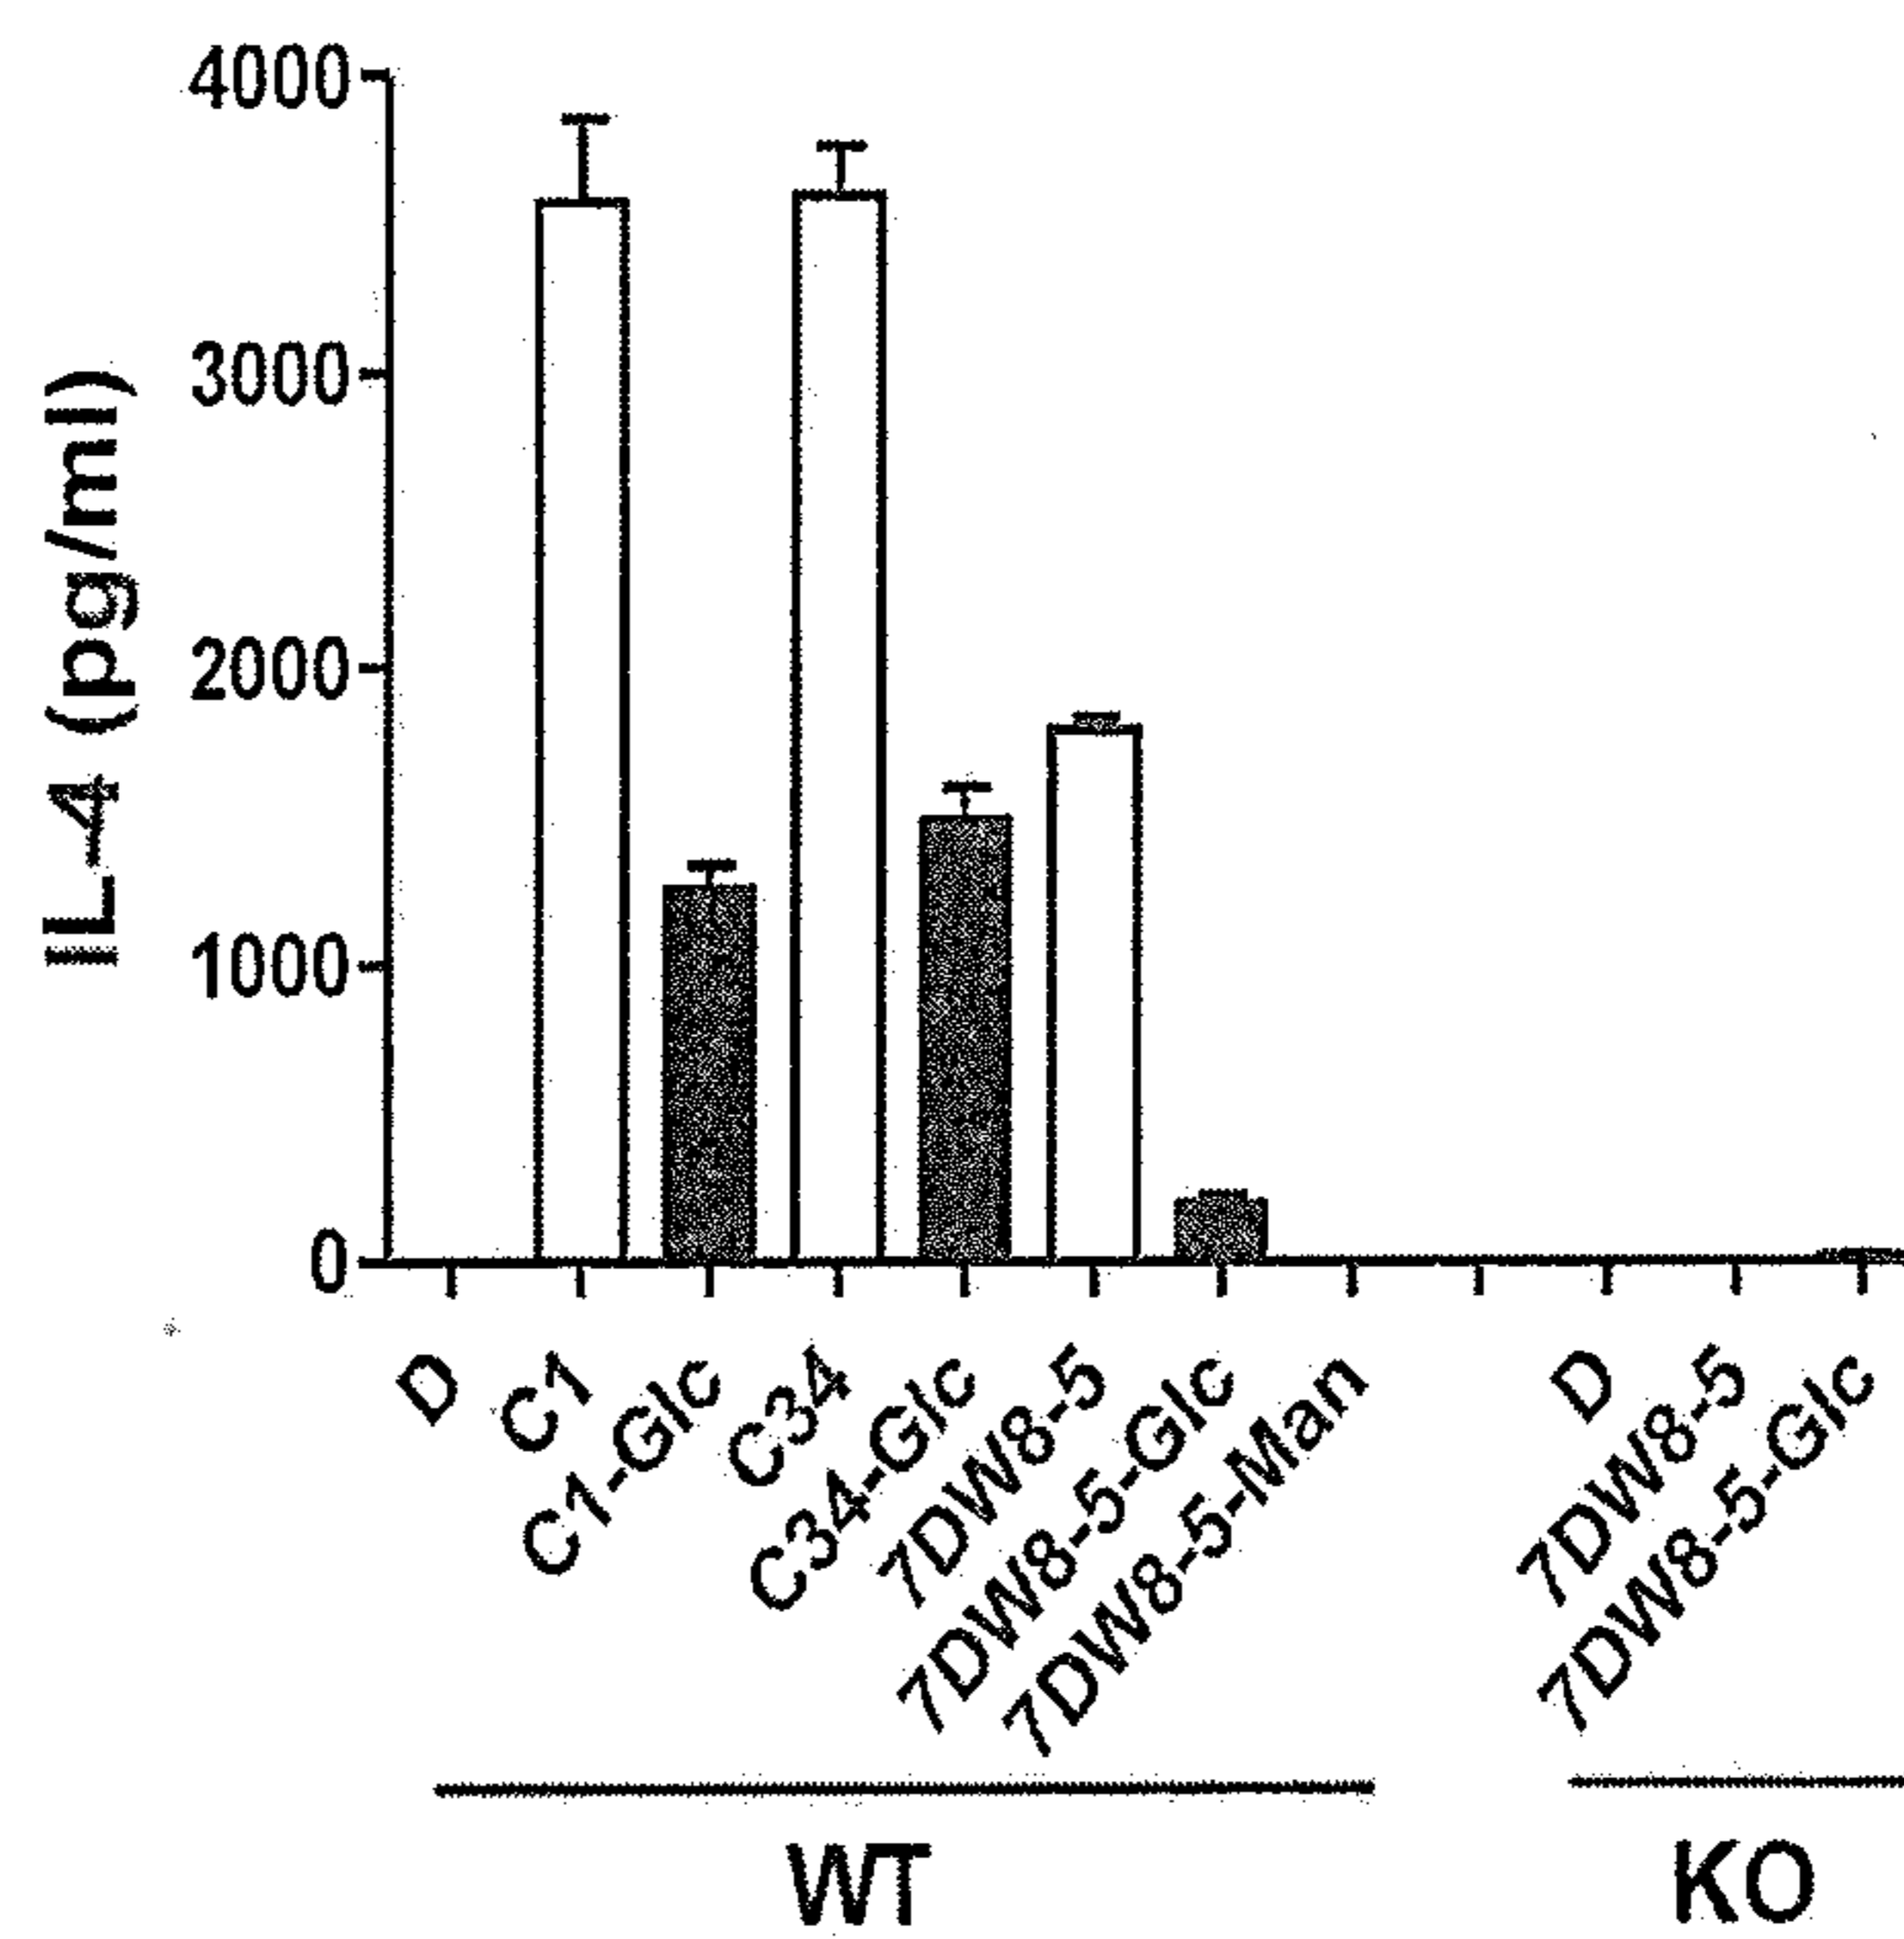 IL-4 (pg/ml)
4000
3000
2000
1000
0
D
C1
C1-Glc
C34
C34-Glc
7DW8-5
7DW8-5-Glc
7DW8-5-Man
D
7DW8-5
7DW8-5-Glc
WT
KO